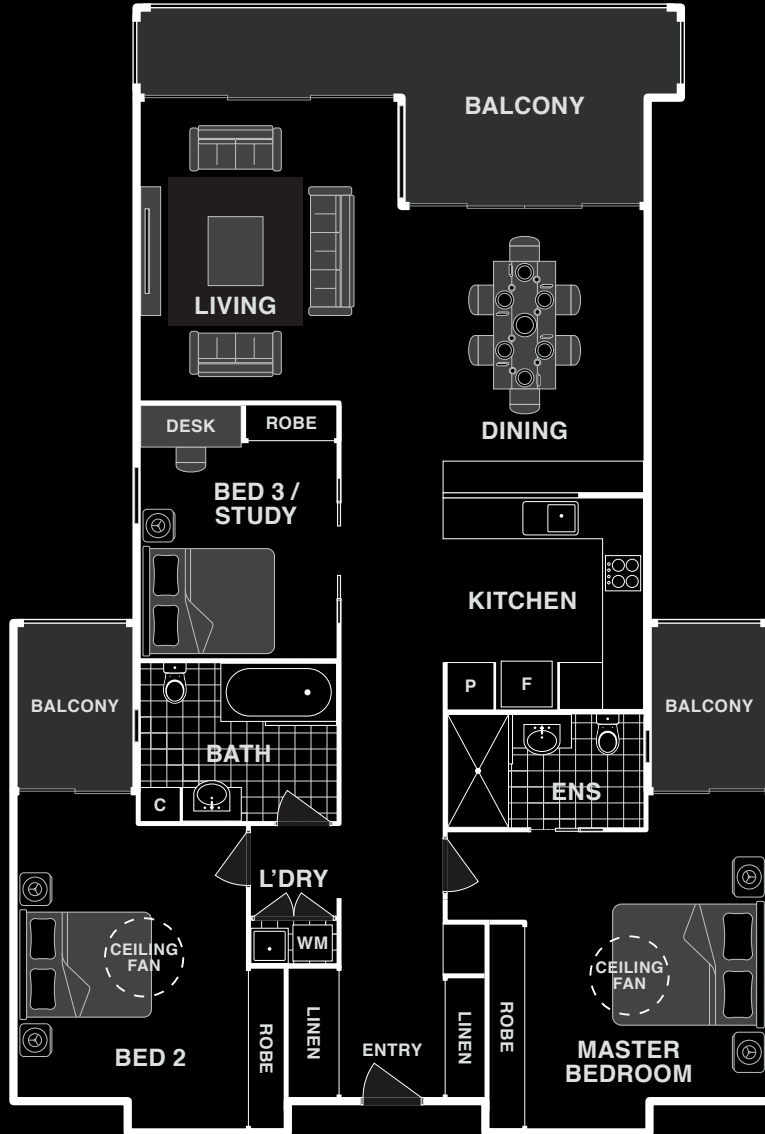 BALCONY
LIVING
DINING
DESK
ROBE
BED 3 /
STUDY
KITCHEN
P
F
BALCONY
BALCONY
BATH
ENS
C
L'DRY
WM
CEILING
FAN
CEILING
FAN
BED 2
ROBE
LINEN
ENTRY
LINEN
ROBE
MASTER
BEDROOM